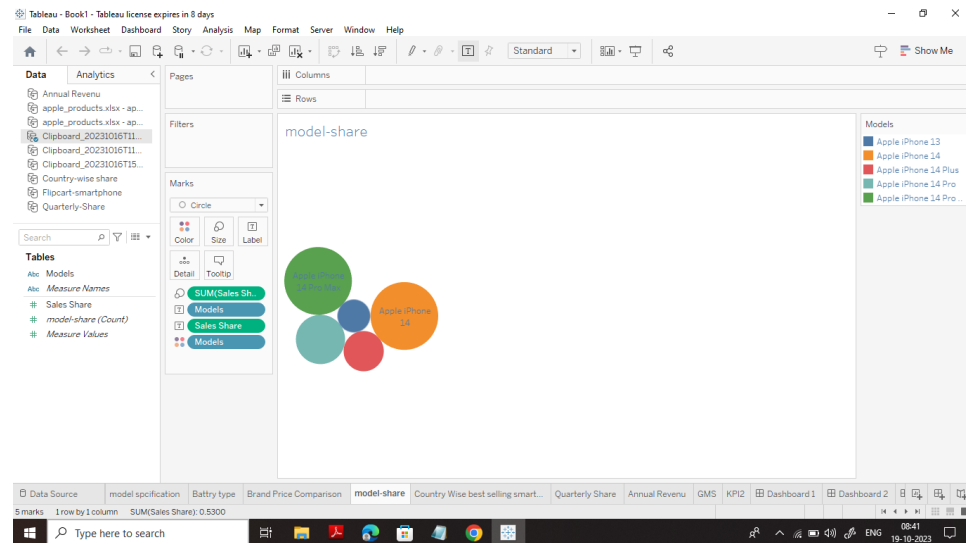 Tableau - Book1 - Tableau license expires in 8 days
File Data Worksheet Dashboard Story Analysis Map Format Server Window Help
Standard
Show Me
Data Analytics
Annual Revenu
apple_products.xlsx - ap...
apple_products.xlsx - ap...
Clipboard_20231016T11...
Clipboard_20231016T11...
Clipboard_20231016T15...
Country-wise share
Flipcart-smartphone
Quarterly-Share
Search
Tables
Abc Models
Abc Measure Names
# Sales Share
# model-share (Count)
# Measure Values
Pages
Filters
Marks
Circle
Color Size Label
Detail Tooltip
SUM(Sales Sh..
Models
Sales Share
Models
Columns
Rows
model-share
Apple iPhone
14 Pro Max
Apple iPhone
14
Models
Apple iPhone 13
Apple iPhone 14
Apple iPhone 14 Plus
Apple iPhone 14 Pro
Apple iPhone 14 Pro ..
Data Source model spcification Battry type Brand Price Comparison model-share Country Wise best selling smart... Quarterly Share Annual Revenu GMS KPI2 Dashboard 1 Dashboard 2
5 marks 1 row by 1 column SUM(Sales Share): 0.5300
Type here to search
ENG
08:41
19-10-2023